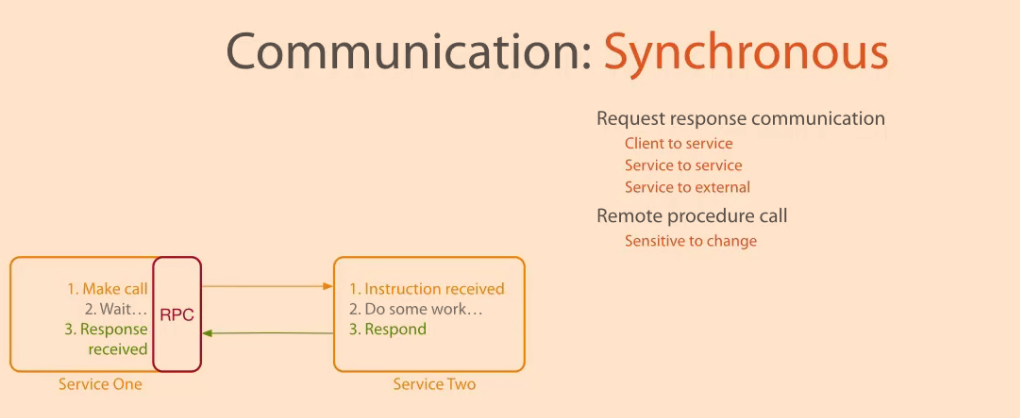 Communication: Synchronous
Request response communication
Client to service
Service to service
Service to external
Remote procedure call
Sensitive to change
1. Make call
2. Wait...
3. Response
received
RPC
1. Instruction received
2. Do some work...
3. Respond
Service One
Service Two